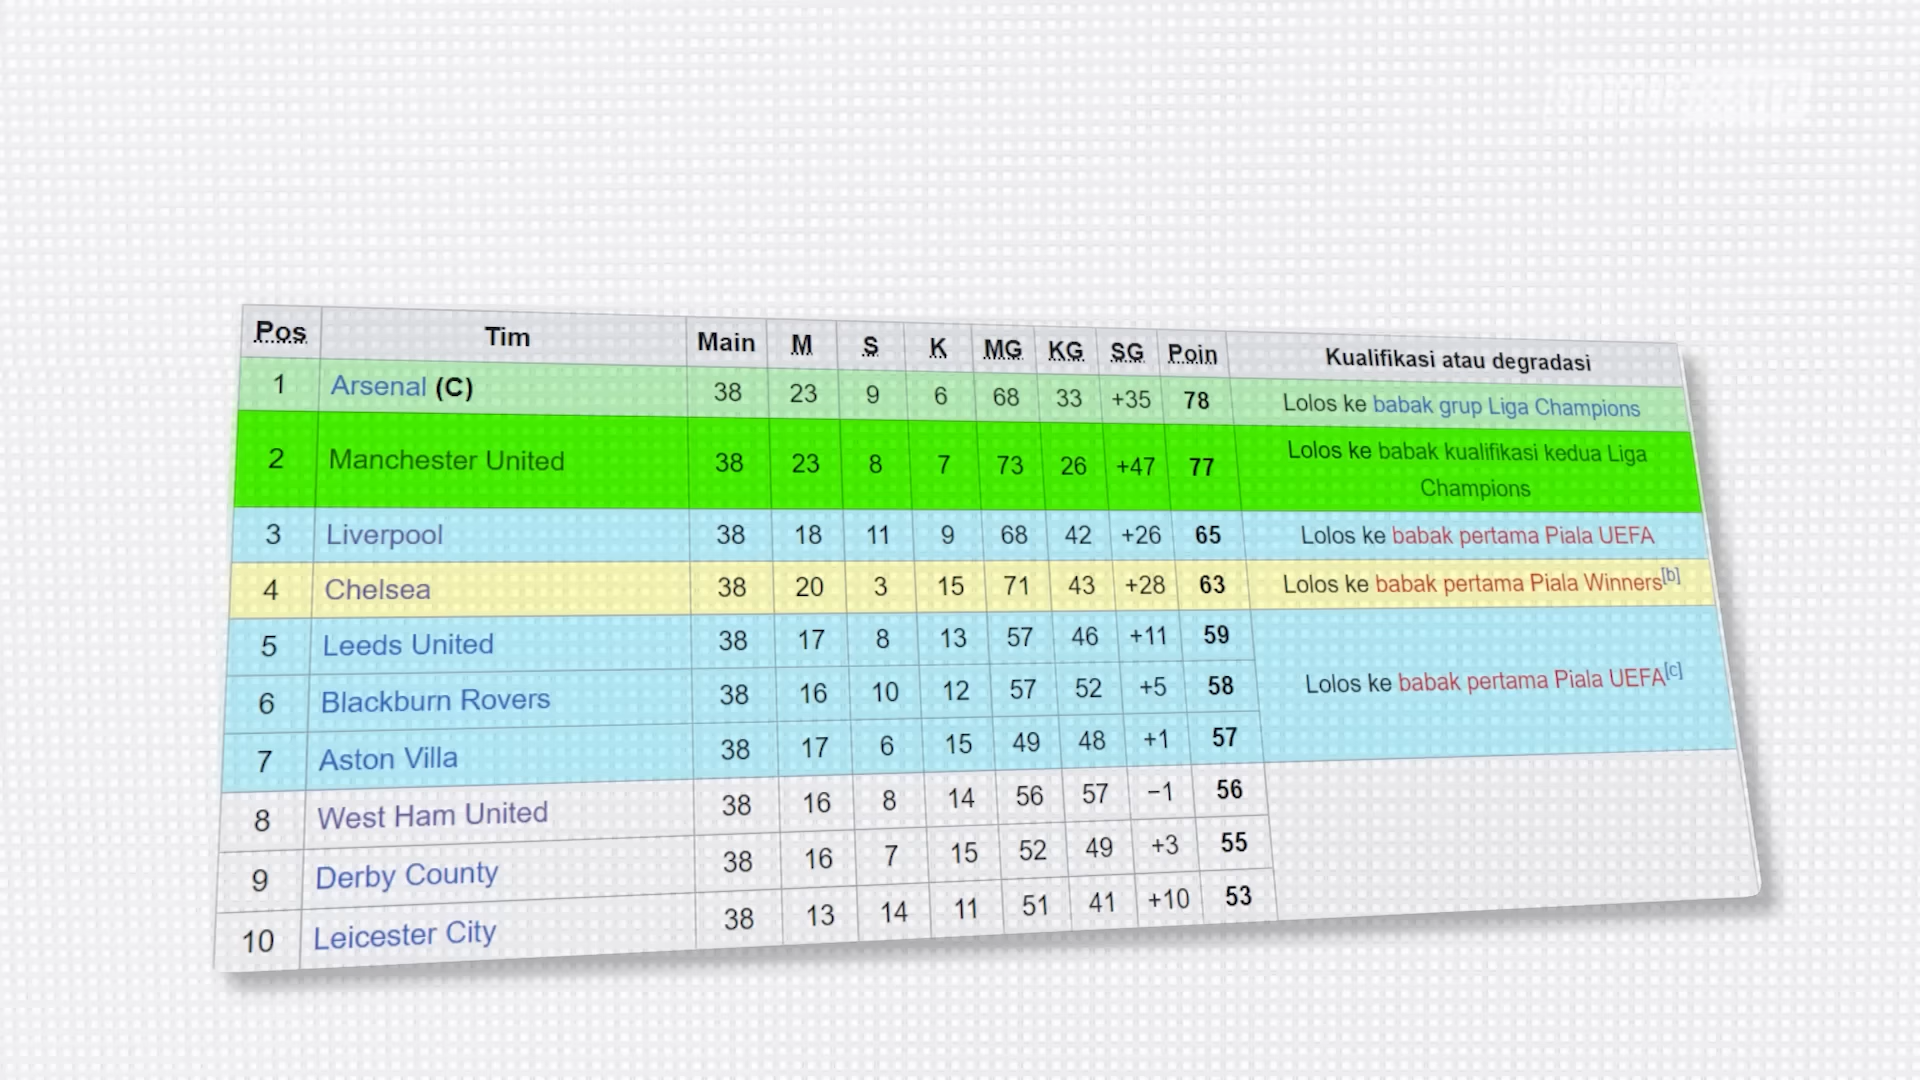 Pos Tim Main M S K MG KG SG Poin Kualifikasi atau degradasi
1 Arsenal (C) 38 23 9 6 68 33 +35 78 Lolos ke babak grup Liga Champions
2 Manchester United 38 23 8 7 73 26 +47 77 Lolos ke babak kualifikasi kedua Liga
Champions
3 Liverpool 38 18 11 9 68 42 +26 65 Lolos ke babak pertama Piala UEFA
4 Chelsea 38 20 3 15 71 43 +28 63 Lolos ke babak pertama Piala Winners[b]
5 Leeds United 38 17 8 13 57 46 +11 59
6 Blackburn Rovers 38 16 10 12 57 52 +5 58 Lolos ke babak pertama Piala UEFA[c]
7 Aston Villa 38 17 6 15 49 48 +1 57
8 West Ham United 38 16 8 14 56 57 −1 56
9 Derby County 38 16 7 15 52 49 +3 55
10 Leicester City 38 13 14 11 51 41 +10 53